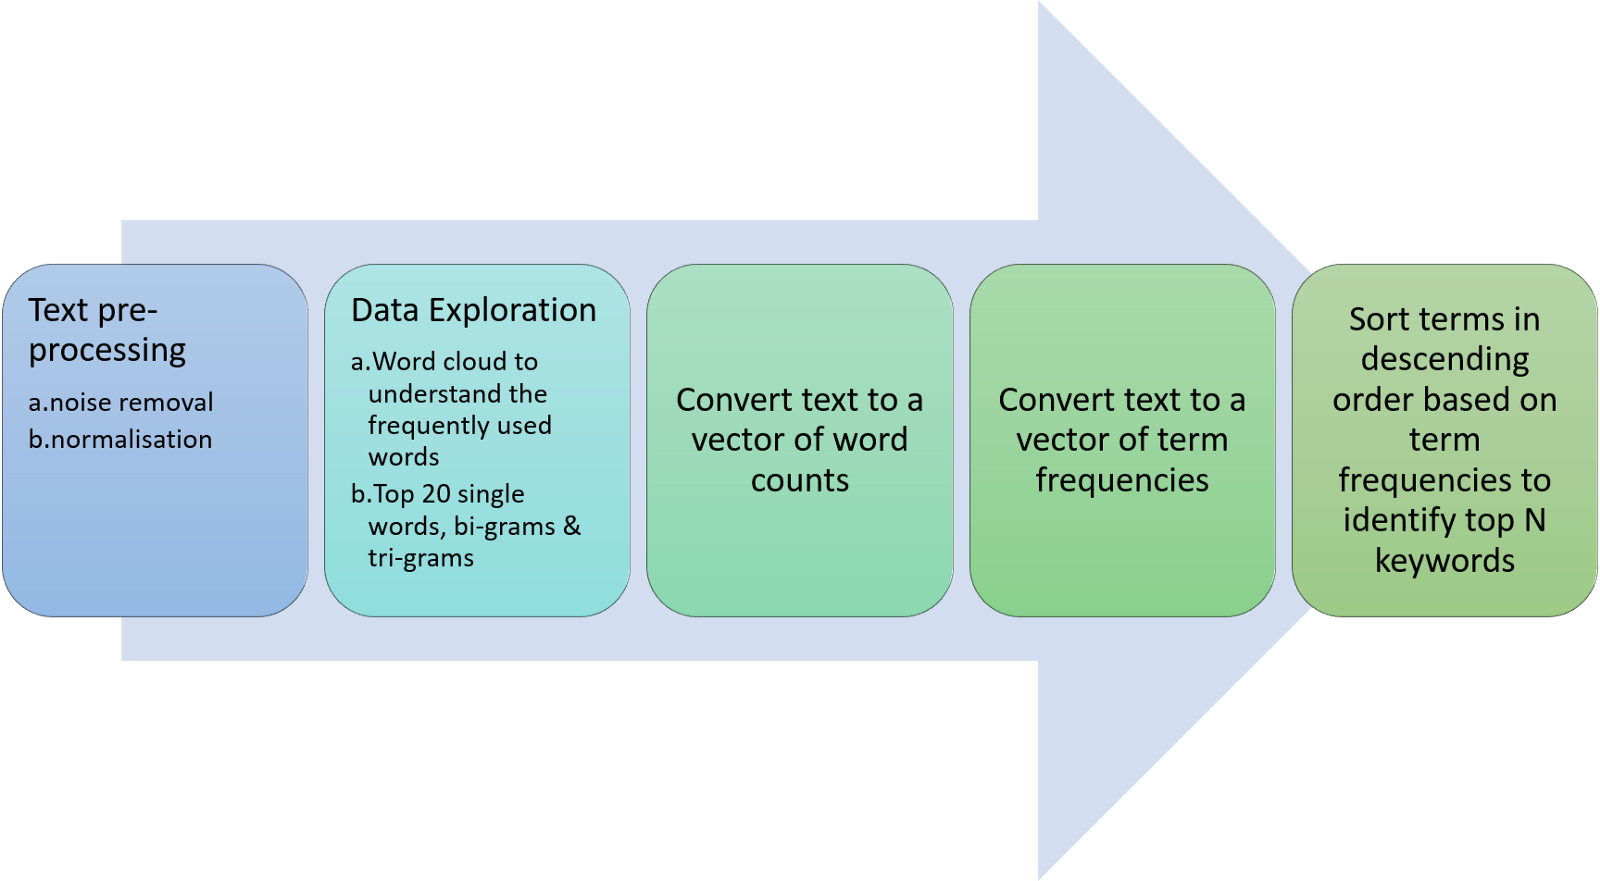 Text pre-
processing
a.noise removal
b.normalisation
Data Exploration
a.Word cloud to
understand the
frequently used
words
b.Top 20 single
words, bi-grams &
tri-grams
Convert text to a
vector of word
counts
Convert text to a
vector of term
frequencies
Sort terms in
descending
order based on
term
frequencies to
identify top N
keywords